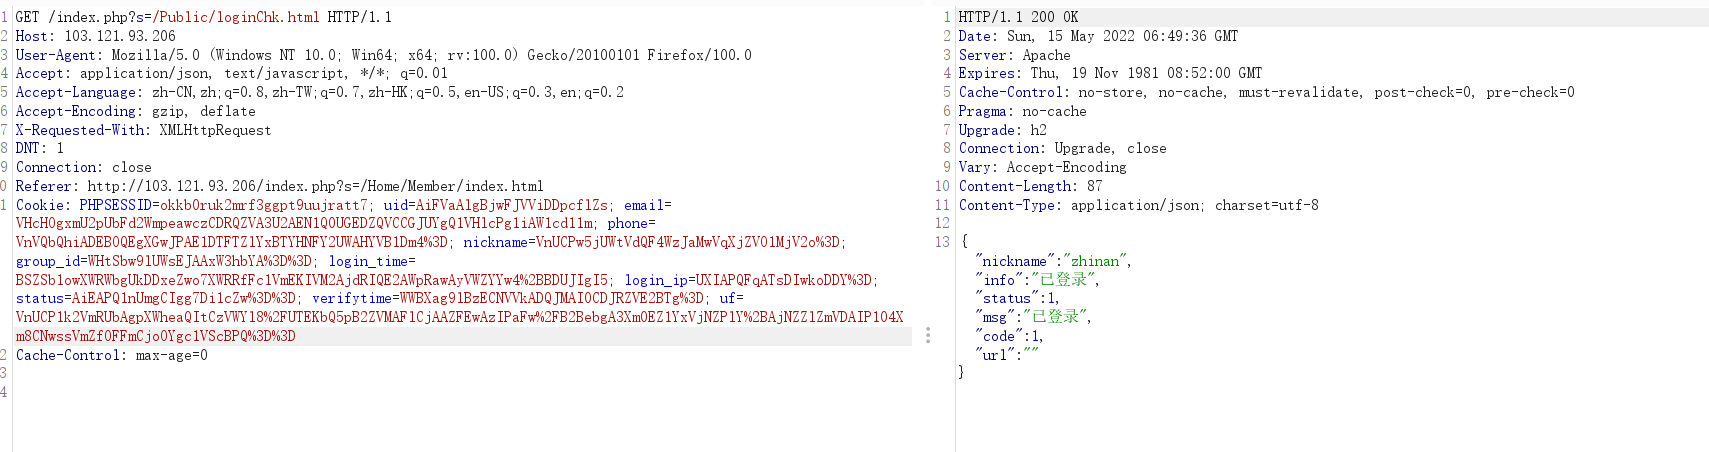 1 GET /index.php?s=/Public/loginChk.html HTTP/1.1
2 Host: 103.121.93.206
3 User-Agent: Mozilla/5.0 (Windows NT 10.0; Win64; x64; rv:100.0) Gecko/20100101 Firefox/100.0
4 Accept: application/json, text/javascript, */*; q=0.01
5 Accept-Language: zh-CN,zh;q=0.8,zh-TW;q=0.7,zh-HK;q=0.5,en-US;q=0.3,en;q=0.2
6 Accept-Encoding: gzip, deflate
7 X-Requested-With: XMLHttpRequest
8 DNT: 1
9 Connection: close
0 Referer: http://103.121.93.206/index.php?s=/Home/Member/index.html
1 Cookie: PHPSESSID=okkb0ruk2mrf3ggpt9uujratt7; uid=AiFVaAlgBjwFJVViDDpcflZs; email=
VHcH0gxmU2pUbFd2WmpeawczCDRQZVA3U2AEN1Q0UGEDZQVCCGJUYgQ1VHlcPg1iAW1cdl1m; phone=
VnVQbQhiADEB0QEgXGwJPAE1DTFTZ1YxBTYHNFY2UWAHYVB1Dm4%3D; nickname=VnUCPw5jUWtVdQF4WzJaMwVqXjZV01MjV2o%3D;
group_id=WHtSbw91UWsEJAAxW3hbYA%3D%3D; login_time=
BSZSb1owXWRWbgUkDDxeZwo7XWRRfFc1VmEKIVM2AjdRIQE2AWpRawAyVWZYYw4%2BBDUJIgI5; login_ip=UXIAPQFqATsDIwkoDDY%3D;
status=AiEAPQ1nUmgCIgg7Di1cZw%3D%3D; verifytime=WWBXag91BzECNVVkADQJMAIOCDJRZVE2BTg%3D; uf=
VnUCP1k2VmRUbAgpXWheaQItCzVWY18%2FUTEKbQ5pB2ZVMAF1CjAAZFEwAzIPaFw%2FB2BebgA3Xm0EZ1YxVjNZP1Y%2BAjNZZ1ZmVDAIP104X
m8CNwssVmZf0FFmCjo0Ygc1VScBPQ%3D%3D
2 Cache-Control: max-age=0
3
4
1 HTTP/1.1 200 OK
2 Date: Sun, 15 May 2022 06:49:36 GMT
3 Server: Apache
4 Expires: Thu, 19 Nov 1981 08:52:00 GMT
5 Cache-Control: no-store, no-cache, must-revalidate, post-check=0, pre-check=0
6 Pragma: no-cache
7 Upgrade: h2
8 Connection: Upgrade, close
9 Vary: Accept-Encoding
10 Content-Length: 87
11 Content-Type: application/json; charset=utf-8
12
13 {
"nickname":"zhinan",
"info":"已登录",
"status":1,
"msg":"已登录",
"code":1,
"url":""
}